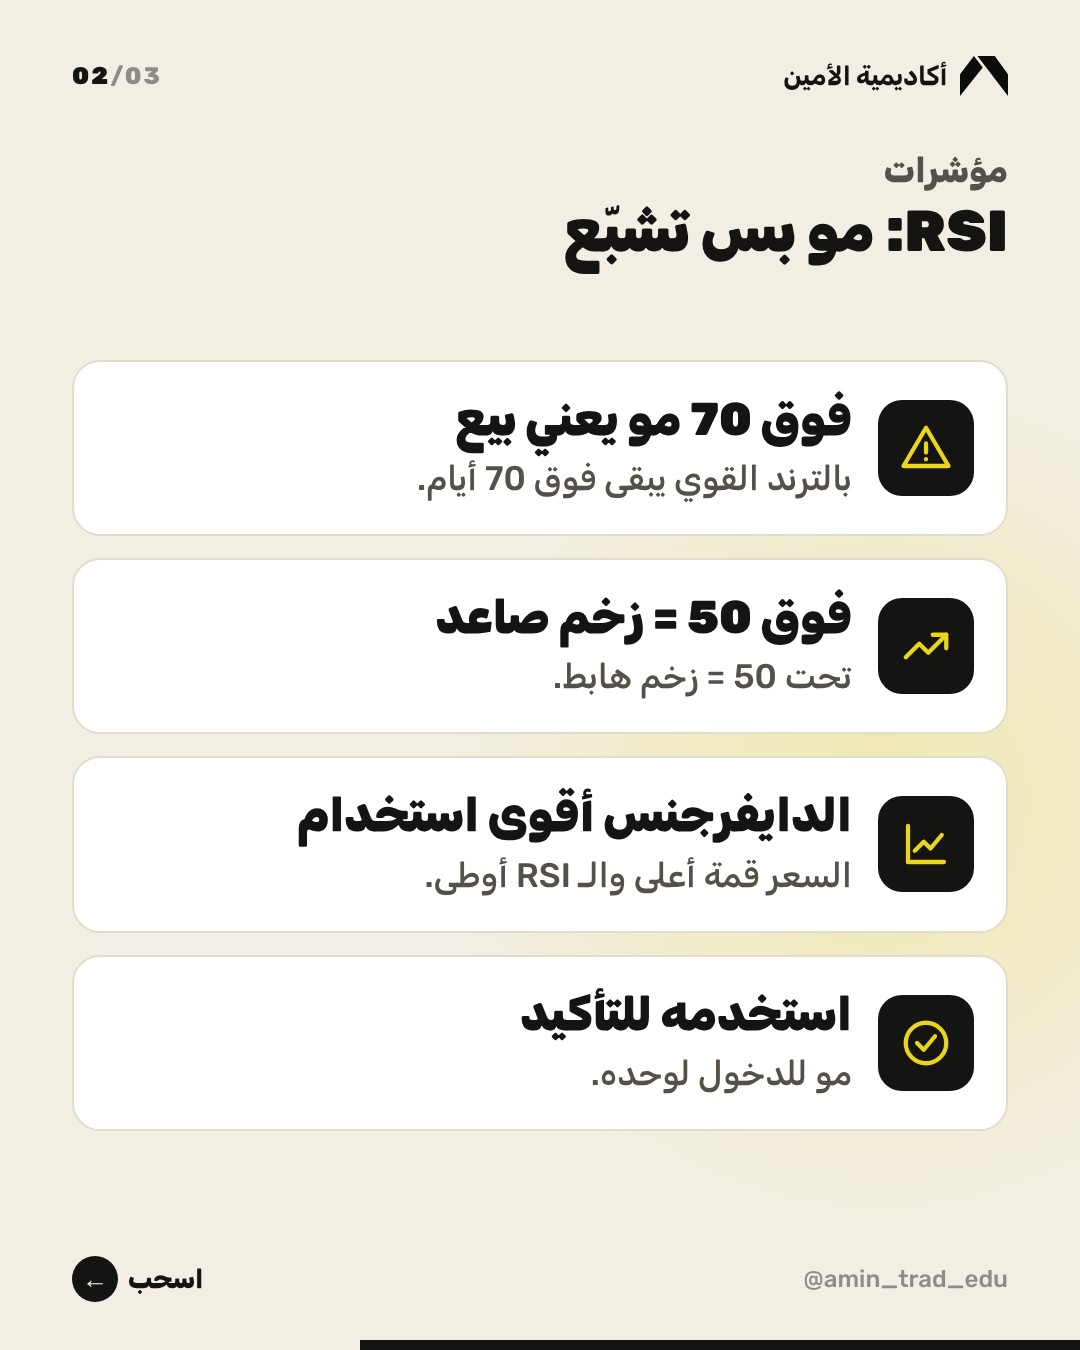 أكاديمية الأمين
02/03
مؤشرات
RSI: مو بس تشبّع
فوق 70 مو يعني بيع
بالترند القوي يبقى فوق 70 أيام.
فوق 50 = زخم صاعد
تحت 50 = زخم هابط.
الدايفرجنس أقوى استخدام
السعر قمة أعلى والـ RSI أوطى.
استخدمه للتأكيد
مو للدخول لوحده.
@amin_trad_edu
اسحب ←